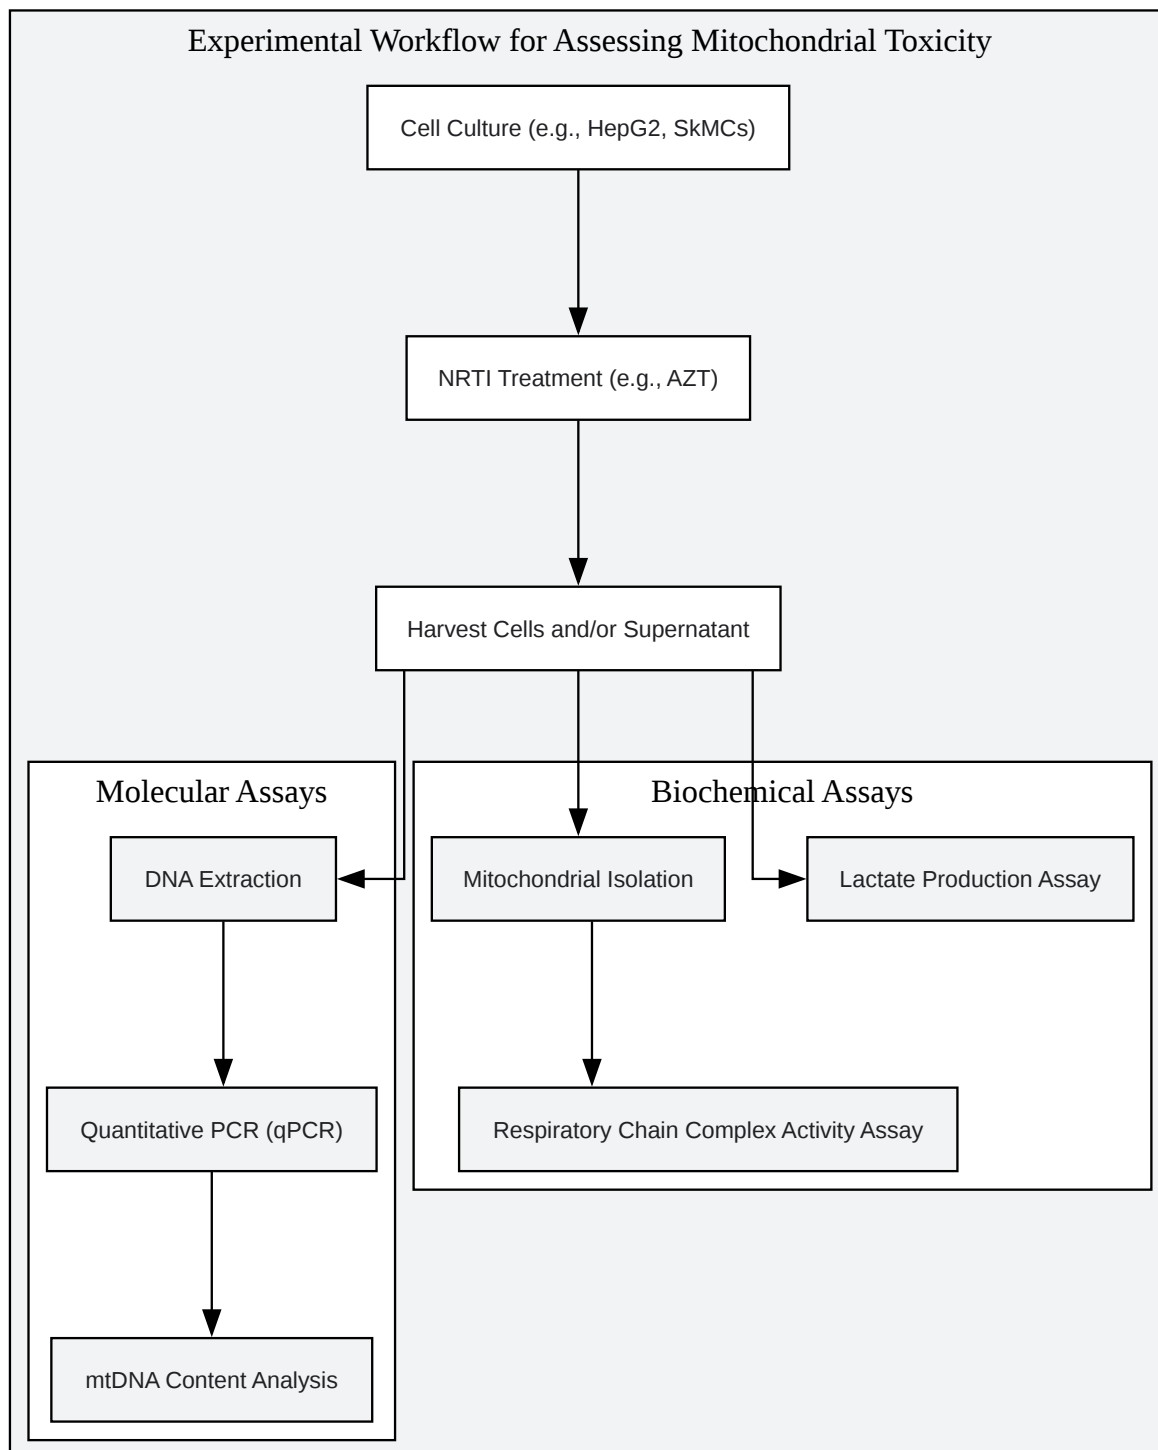 Experimental Workflow for Assessing Mitochondrial Toxicity
Cell Culture (e.g., HepG2, SkMCs)
NRTI Treatment (e.g., AZT)
Harvest Cells and/or Supernatant
Molecular Assays
DNA Extraction
Quantitative PCR (qPCR)
mtDNA Content Analysis
Biochemical Assays
Mitochondrial Isolation
Lactate Production Assay
Respiratory Chain Complex Activity Assay